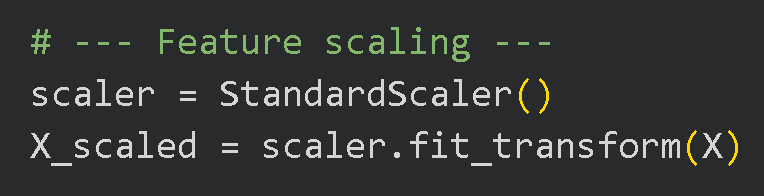 # --- Feature scaling ---
scaler = StandardScaler()
X_scaled = scaler.fit_transform(X)